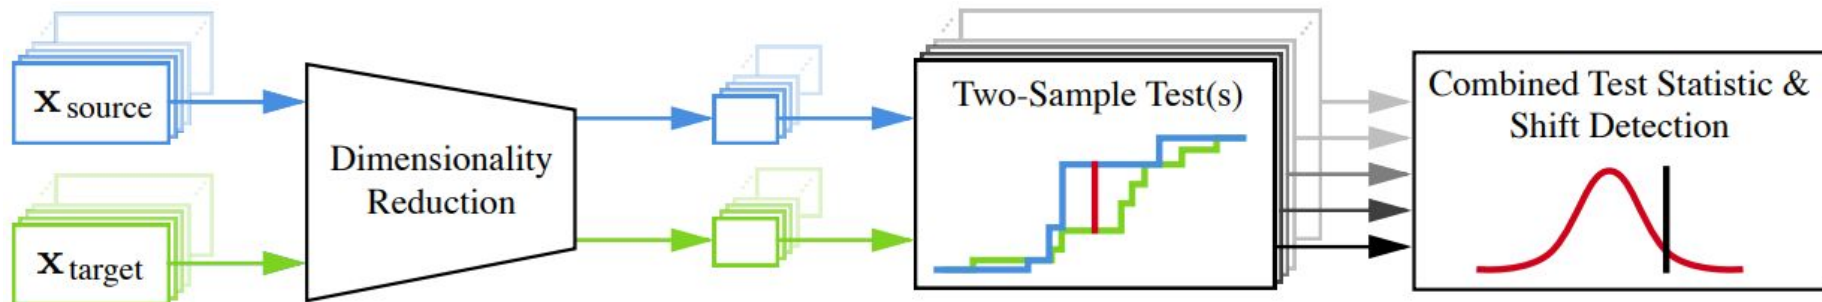 x source
x target
Dimensionality
Reduction
Two-Sample Test(s)
Combined Test Statistic &
Shift Detection